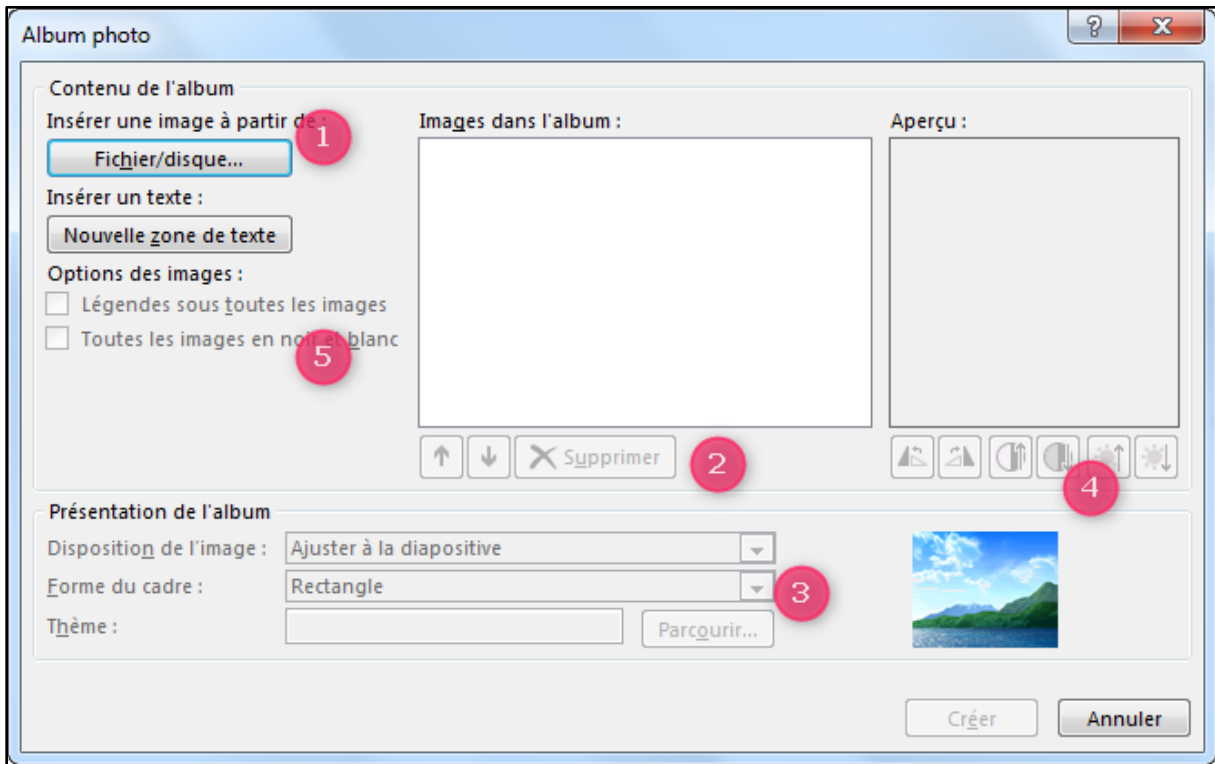 Album photo
Contenu de l'album
Insérer une image à partir de :
1
Fichier/disque...
Insérer un texte :
Nouvelle zone de texte
Options des images :
Légendes sous toutes les images
Toutes les images en noir et blanc
5
Images dans l'album :
Supprimer
2
Aperçu :
4
Présentation de l'album
Disposition de l'image : Ajuster à la diapositive
Forme du cadre : Rectangle
3
Thème : Parcourir...
Créer Annuler